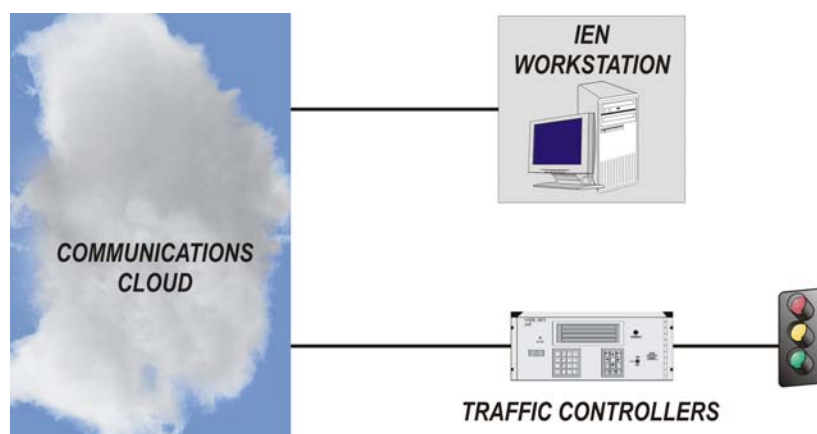 IEN
WORKSTATION
COMMUNICATIONS
CLOUD
TRAFFIC CONTROLLERS